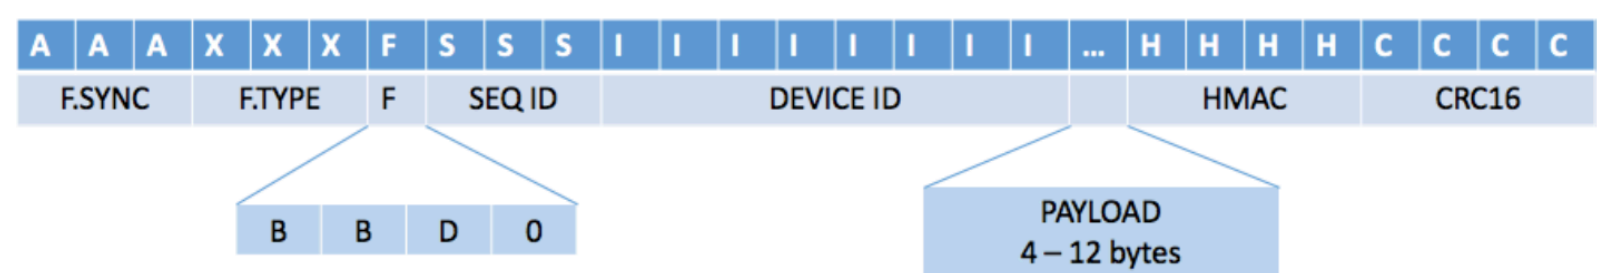 A A A X X X F S S S I I I I I I I I ... H H H H C C C C
F.SYNC F.TYPE F SEQ ID DEVICE ID HMAC CRC16
B B D 0
PAYLOAD
4 – 12 bytes